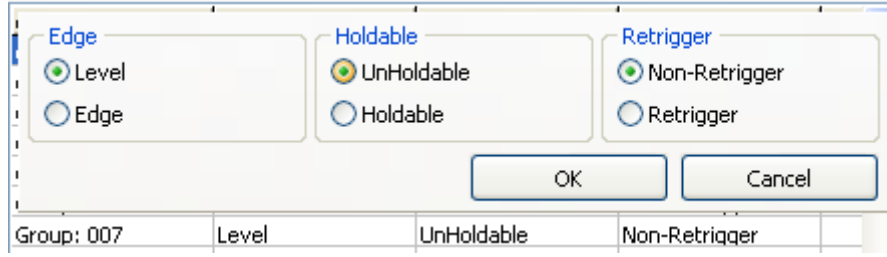 Edge Holdable Retrigger
Level UnHoldable Non-Retrigger
Edge Holdable Retrigger
OK Cancel
Group: 007 Level UnHoldable Non-Retrigger